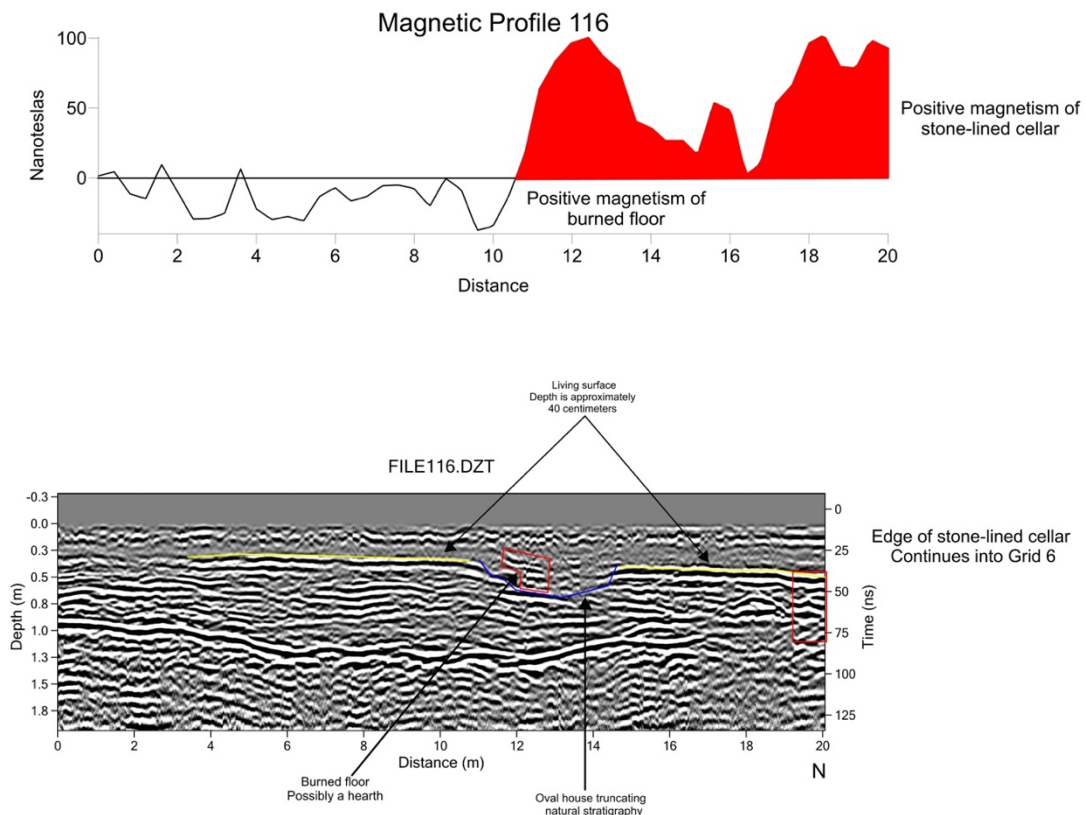 Magnetic Profile 116
100
50
0
Nanoteslas
Positive magnetism of
stone-lined cellar
Positive magnetism of
burned floor
0 2 4 6 8 10 12 14 16 18 20
Distance
Living surface
Depth is approximately
40 centimeters
FILE116.DZT
-0.3
0.0
0.3
0.5
0.8
1.0
1.3
1.5
1.8
Depth (m)
0
25
50
75
100
125
Time (ns)
Edge of stone-lined cellar
Continues into Grid 6
0 2 4 6 8 10 12 14 16 18 20
Distance (m)
N
Burned floor
Possibly a hearth
Oval house truncating
natural stratigraphy